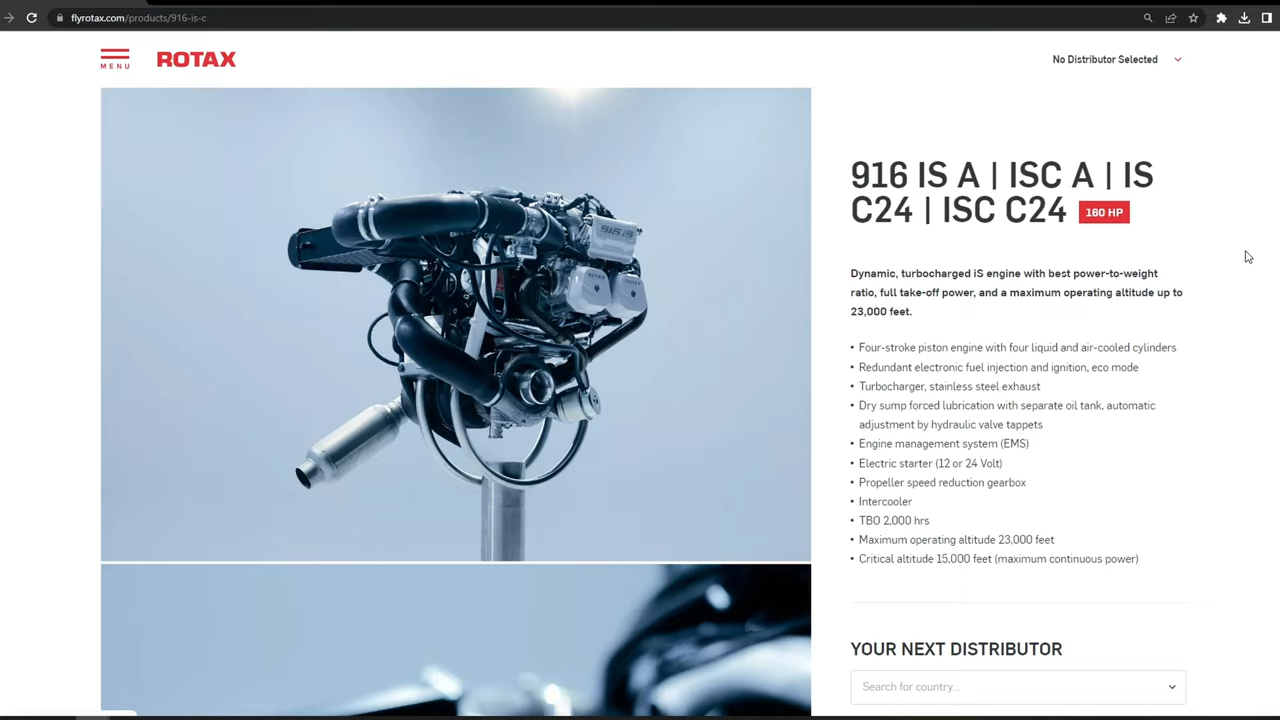 flyrotax.com/products/916-is-c
MENU
ROTAX
No Distributor Selected
916 iS
ROTAX
916 IS A | ISC A | IS
C24 | ISC C24 160 HP
Dynamic, turbocharged iS engine with best power-to-weight
ratio, full take-off power, and a maximum operating altitude up to
23,000 feet.
• Four-stroke piston engine with four liquid and air-cooled cylinders
• Redundant electronic fuel injection and ignition, eco mode
• Turbocharger, stainless steel exhaust
• Dry sump forced lubrication with separate oil tank, automatic
adjustment by hydraulic valve tappets
• Engine management system (EMS)
• Electric starter (12 or 24 Volt)
• Propeller speed reduction gearbox
• Intercooler
• TBO 2,000 hrs
• Maximum operating altitude 23,000 feet
• Critical altitude 15,000 feet (maximum continuous power)
YOUR NEXT DISTRIBUTOR
Search for country...